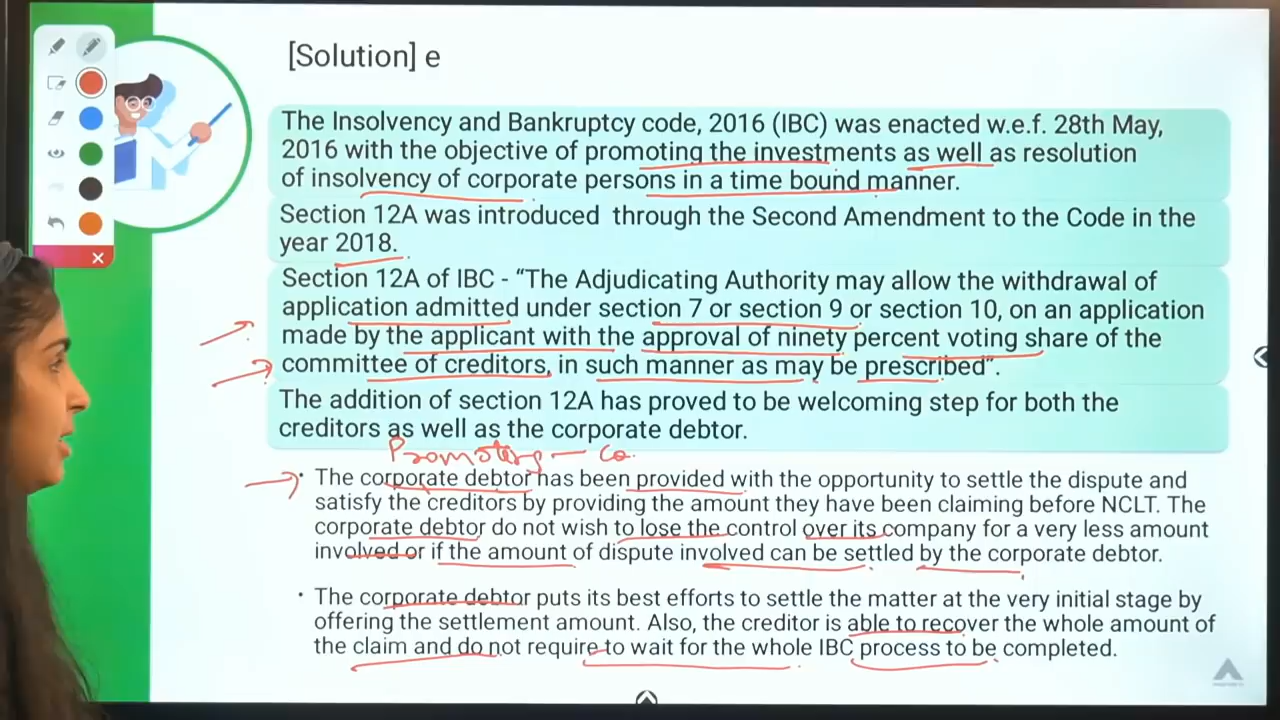 [Solution] e
The Insolvency and Bankruptcy code, 2016 (IBC) was enacted w.e.f. 28th May,
2016 with the objective of promoting the investments as well as resolution
of insolvency of corporate persons in a time bound manner.
Section 12A was introduced through the Second Amendment to the Code in the
year 2018.
Section 12A of IBC - “The Adjudicating Authority may allow the withdrawal of
application admitted under section 7 or section 9 or section 10, on an application
made by the applicant with the approval of ninety percent voting share of the
committee of creditors, in such manner as may be prescribed”.
The addition of section 12A has proved to be welcoming step for both the
creditors as well as the corporate debtor.
Promoters — Co.
• The corporate debtor has been provided with the opportunity to settle the dispute and
satisfy the creditors by providing the amount they have been claiming before NCLT. The
corporate debtor do not wish to lose the control over its company for a very less amount
involved or if the amount of dispute involved can be settled by the corporate debtor.
• The corporate debtor puts its best efforts to settle the matter at the very initial stage by
offering the settlement amount. Also, the creditor is able to recover the whole amount of
the claim and do not require to wait for the whole IBC process to be completed.